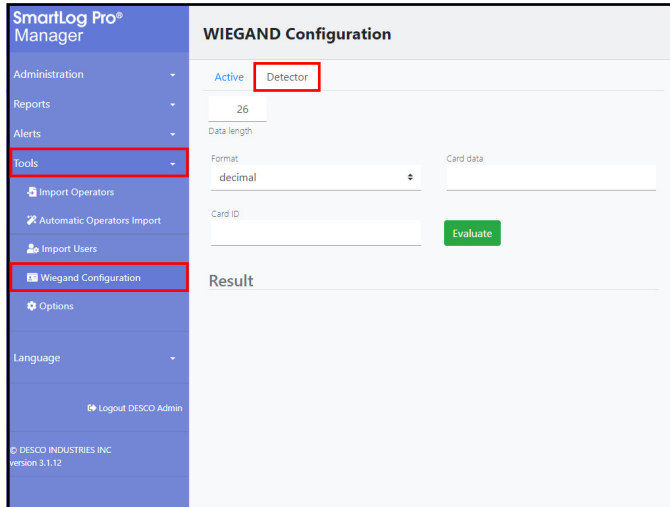 SmartLog Pro®
Manager
Administration
Reports
Alerts
Tools
Import Operators
Automatic Operators Import
Import Users
Wiegand Configuration
Options
Language
Logout DESCO Admin
© DESCO INDUSTRIES INC
version 3.1.12
WIEGAND Configuration
Active Detector
26
Data length
Format Card data
decimal
Card ID
Evaluate
Result